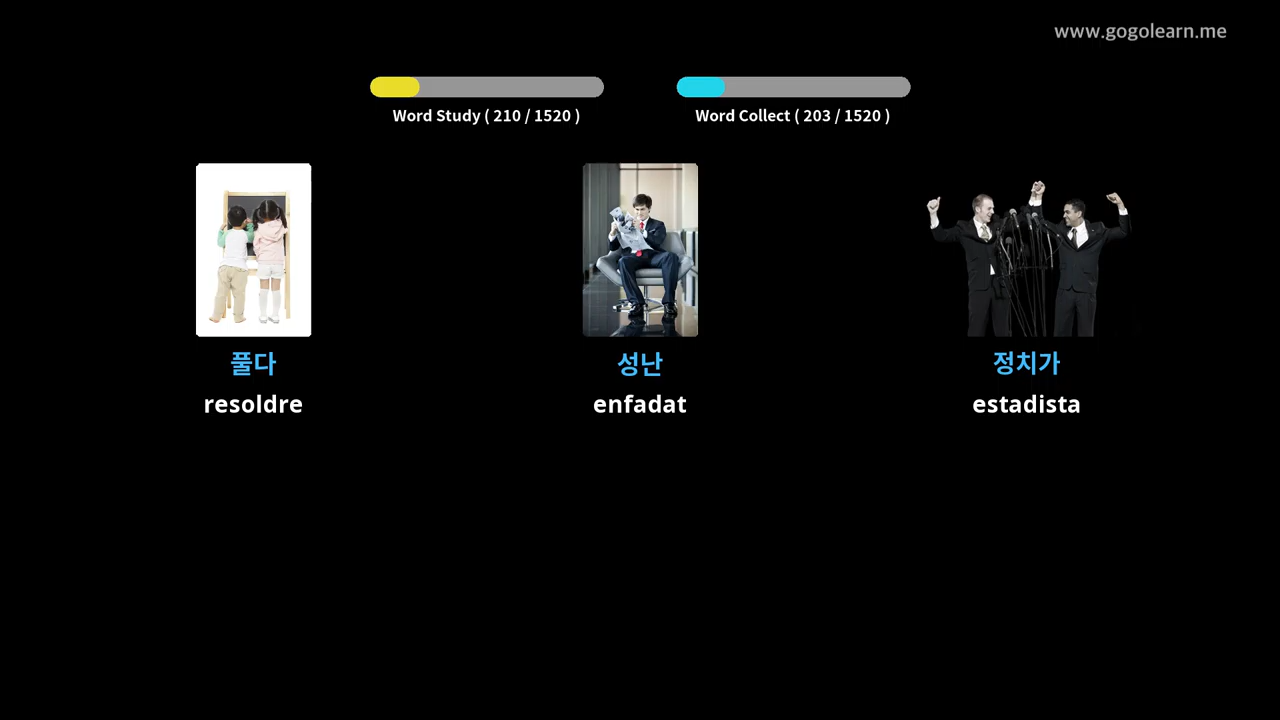 www.gogolearn.me
Word Study ( 210 / 1520 )
Word Collect ( 203 / 1520 )
풀다
성난
정치가
resoldre
enfadat
estadista